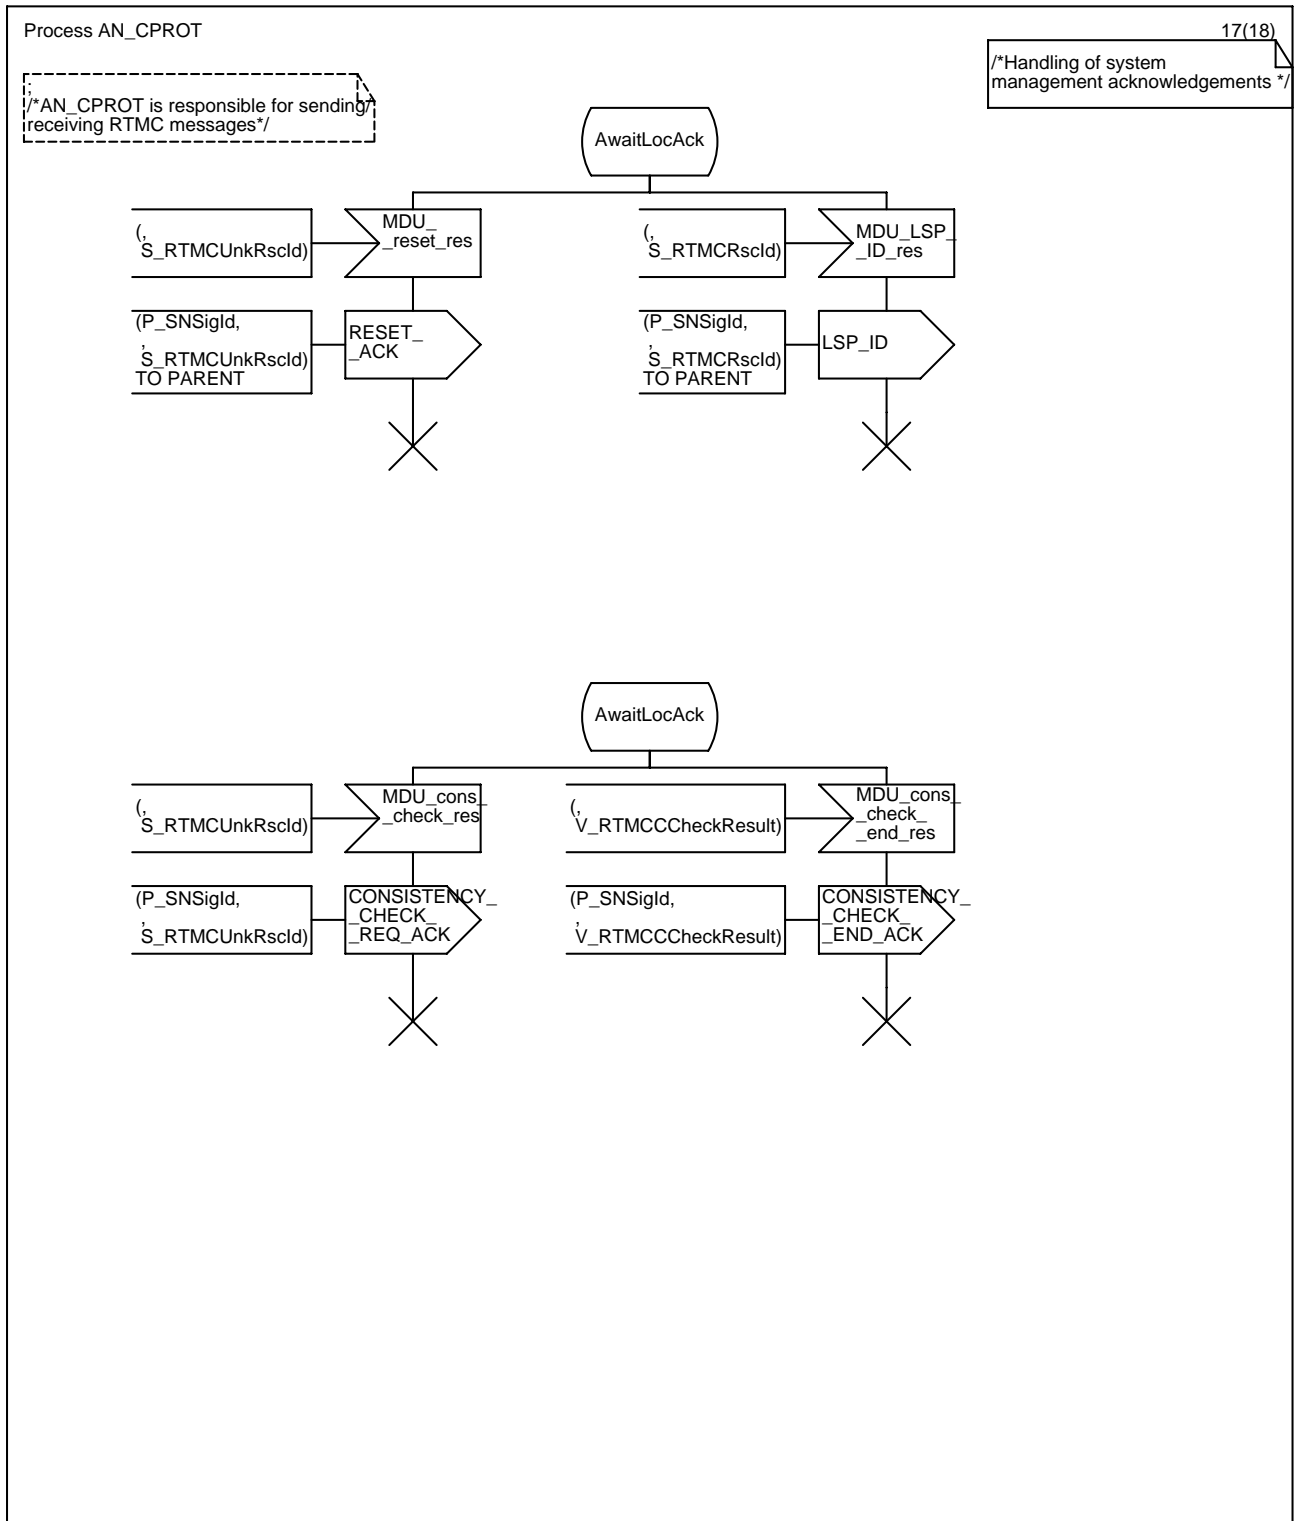 Process AN_CPROT
17(18)
;
/*AN_CPROT is responsible for sending/
receiving RTMC messages*/
/*Handling of system
management acknowledgements */
AwaitLocAck
(,
S_RTMCUnkRscId)
MDU_
_reset_res
(,
S_RTMCRscId)
MDU_LSP_
_ID_res
(P_SNSigId,
,
S_RTMCUnkRscId)
TO PARENT
RESET_
_ACK
(P_SNSigId,
,
S_RTMCRscId)
TO PARENT
LSP_ID
AwaitLocAck
(,
S_RTMCUnkRscId)
MDU_cons_
_check_res
(,
V_RTMCCCheckResult)
MDU_cons_
_check_
_end_res
(P_SNSigId,
,
S_RTMCUnkRscId)
CONSISTENCY_
_CHECK_
_REQ_ACK
(P_SNSigId,
,
V_RTMCCCheckResult)
CONSISTENCY_
_CHECK_
_END_ACK